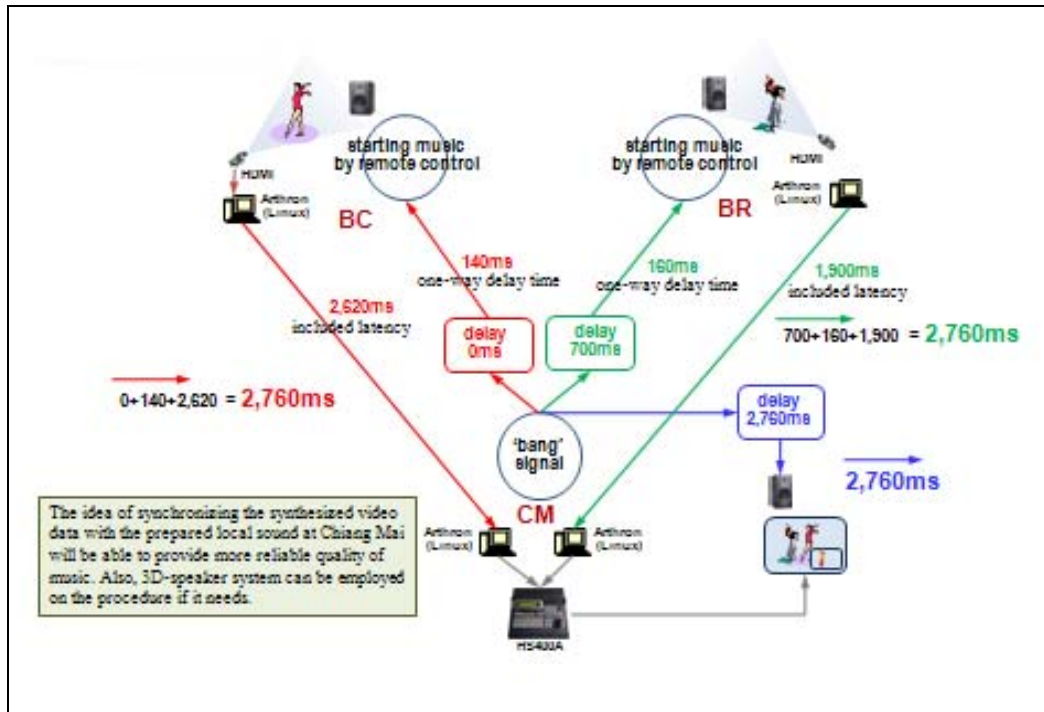 starting music
by remote control
HDMI
Arthron
(Linux)
BC
starting music
by remote control
HDMI
Arthron
(Linux)
BR
140ms
one-way delay time
160ms
one-way delay time
2,620ms
included latency
1,900ms
included latency
delay
0ms
delay
700ms
700+160+1,900 = 2,760ms
0+140+2,620 = 2,760ms
delay
2,760ms
'bang'
signal
2,760ms
CM
Arthron
(Linux)
Arthron
(Linux)
The idea of synchronizing the synthesized video
data with the prepared local sound at Chiang Mai
will be able to provide more reliable quality of
music. Also, 3D-speaker system can be employed
on the procedure if it needs.
HS400A